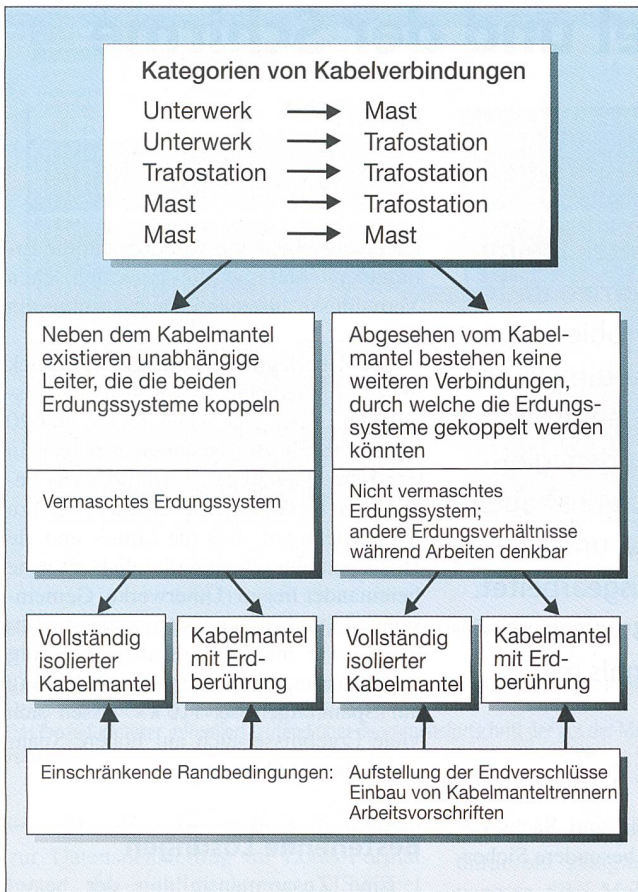 Kategorien von Kabelverbindungen
Unterwerk → Mast
Unterwerk → Trafostation
Trafostation → Trafostation
Mast → Trafostation
Mast → Mast
Neben dem Kabelmantel
existieren unabhängige
Leiter, die die beiden
Erdungssysteme koppeln
Vermaschtes Erdungssystem
Abgesehen vom Kabel-
mantel bestehen keine
weiteren Verbindungen,
durch welche die Erdungs-
systeme gekoppelt werden
könnten
Nicht vermaschtes
Erdungssystem;
andere Erdungsverhältnisse
während Arbeiten denkbar
Vollständig
isolierter
Kabelmantel
Kabelmantel
mit Erd-
berührung
Vollständig
isolierter
Kabelmantel
Kabelmantel
mit Erd-
berührung
Einschränkende Randbedingungen: Aufstellung der Endverschlüsse
Einbau von Kabelmanteltrennern
Arbeitsvorschriften